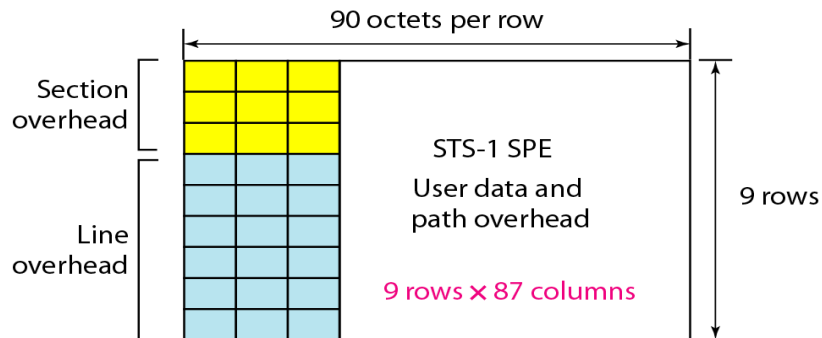 90 octets per row
Section
overhead
Line
overhead
STS-1 SPE
User data and
path overhead
9 rows × 87 columns
9 rows